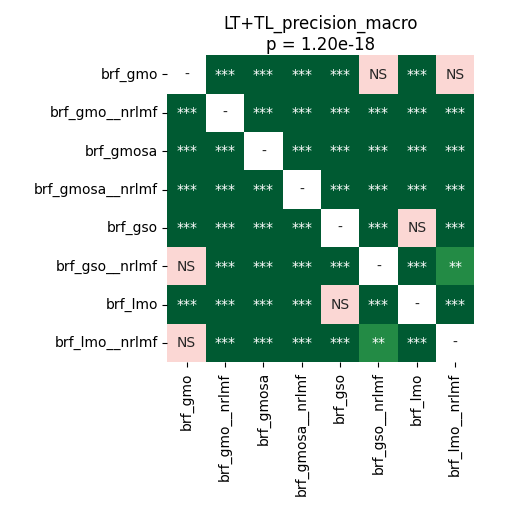 LT+TL_precision_macro
p = 1.20e-18
brf_gmo - *** *** *** *** NS *** NS
brf_gmo__nrlmf *** - *** *** *** *** *** ***
brf_gmosa *** *** - *** *** *** *** ***
brf_gmosa__nrlmf *** *** *** - *** *** *** ***
brf_gso *** *** *** *** - *** NS ***
brf_gso__nrlmf NS *** *** *** *** - *** **
brf_lmo *** *** *** *** NS *** - ***
brf_lmo__nrlmf NS *** *** *** *** ** *** -
brf_gmo
brf_gmo__nrlmf
brf_gmosa
brf_gmosa__nrlmf
brf_gso
brf_gso__nrlmf
brf_lmo
brf_lmo__nrlmf